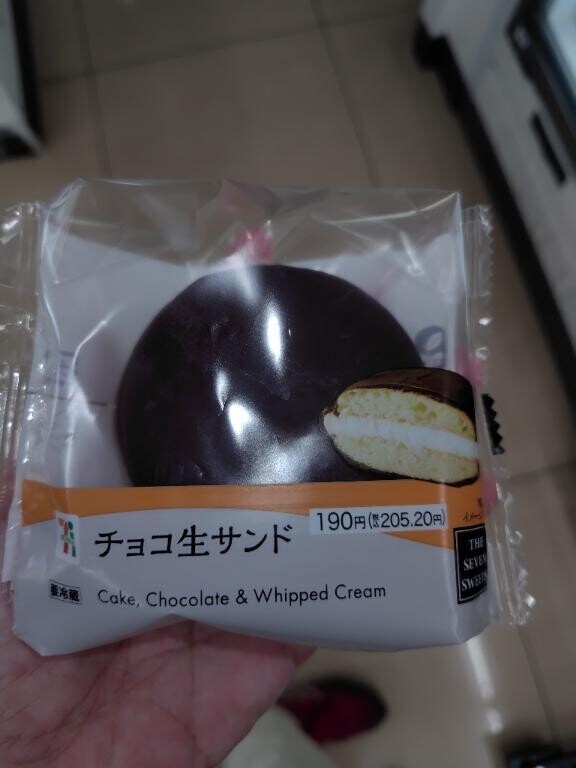 チョコ生サンド
190円(税込205.20円)
要冷蔵
Cake, Chocolate & Whipped Cream
THE
SEVEN
SWEETS